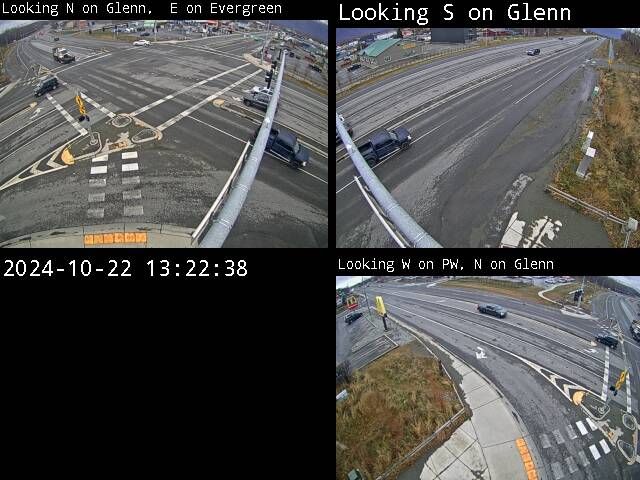 Looking N on Glenn,  E on Evergreen
Looking S on Glenn
2024-10-22 13:22:38
Looking W on PW, N on Glenn